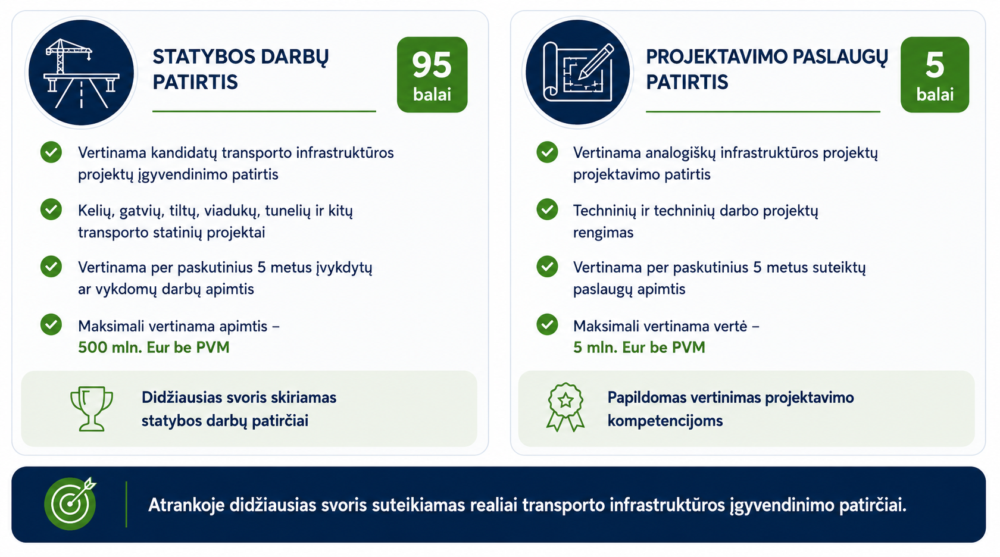 STATYBOS DARBŲ
PATIRTIS
95
balai
Vertinama kandidatų transporto infrastruktūros
projektų įgyvendinimo patirtis
Kelių, gatvių, tiltų, viadukų, tunelių ir kitų
transporto statinių projektai
Vertinama per paskutinius 5 metus įvykdytų
ar vykdomų darbų apimtis
Maksimali vertinama apimtis –
500 mln. Eur be PVM
Didžiausias svoris skiriamas
statybos darbų patirčiai
PROJEKTAVIMO PASLAUGŲ
PATIRTIS
5
balai
Vertinama analogiškų infrastruktūros projektų
projektavimo patirtis
Techninių ir techninių darbo projektų
rengimas
Vertinama per paskutinius 5 metus suteiktų
paslaugų apimtis
Maksimali vertinama vertė –
5 mln. Eur be PVM
Papildomas vertinimas projektavimo
kompetencijoms
Atrankoje didžiausias svoris suteikiamas realiai transporto infrastruktūros įgyvendinimo patirčiai.